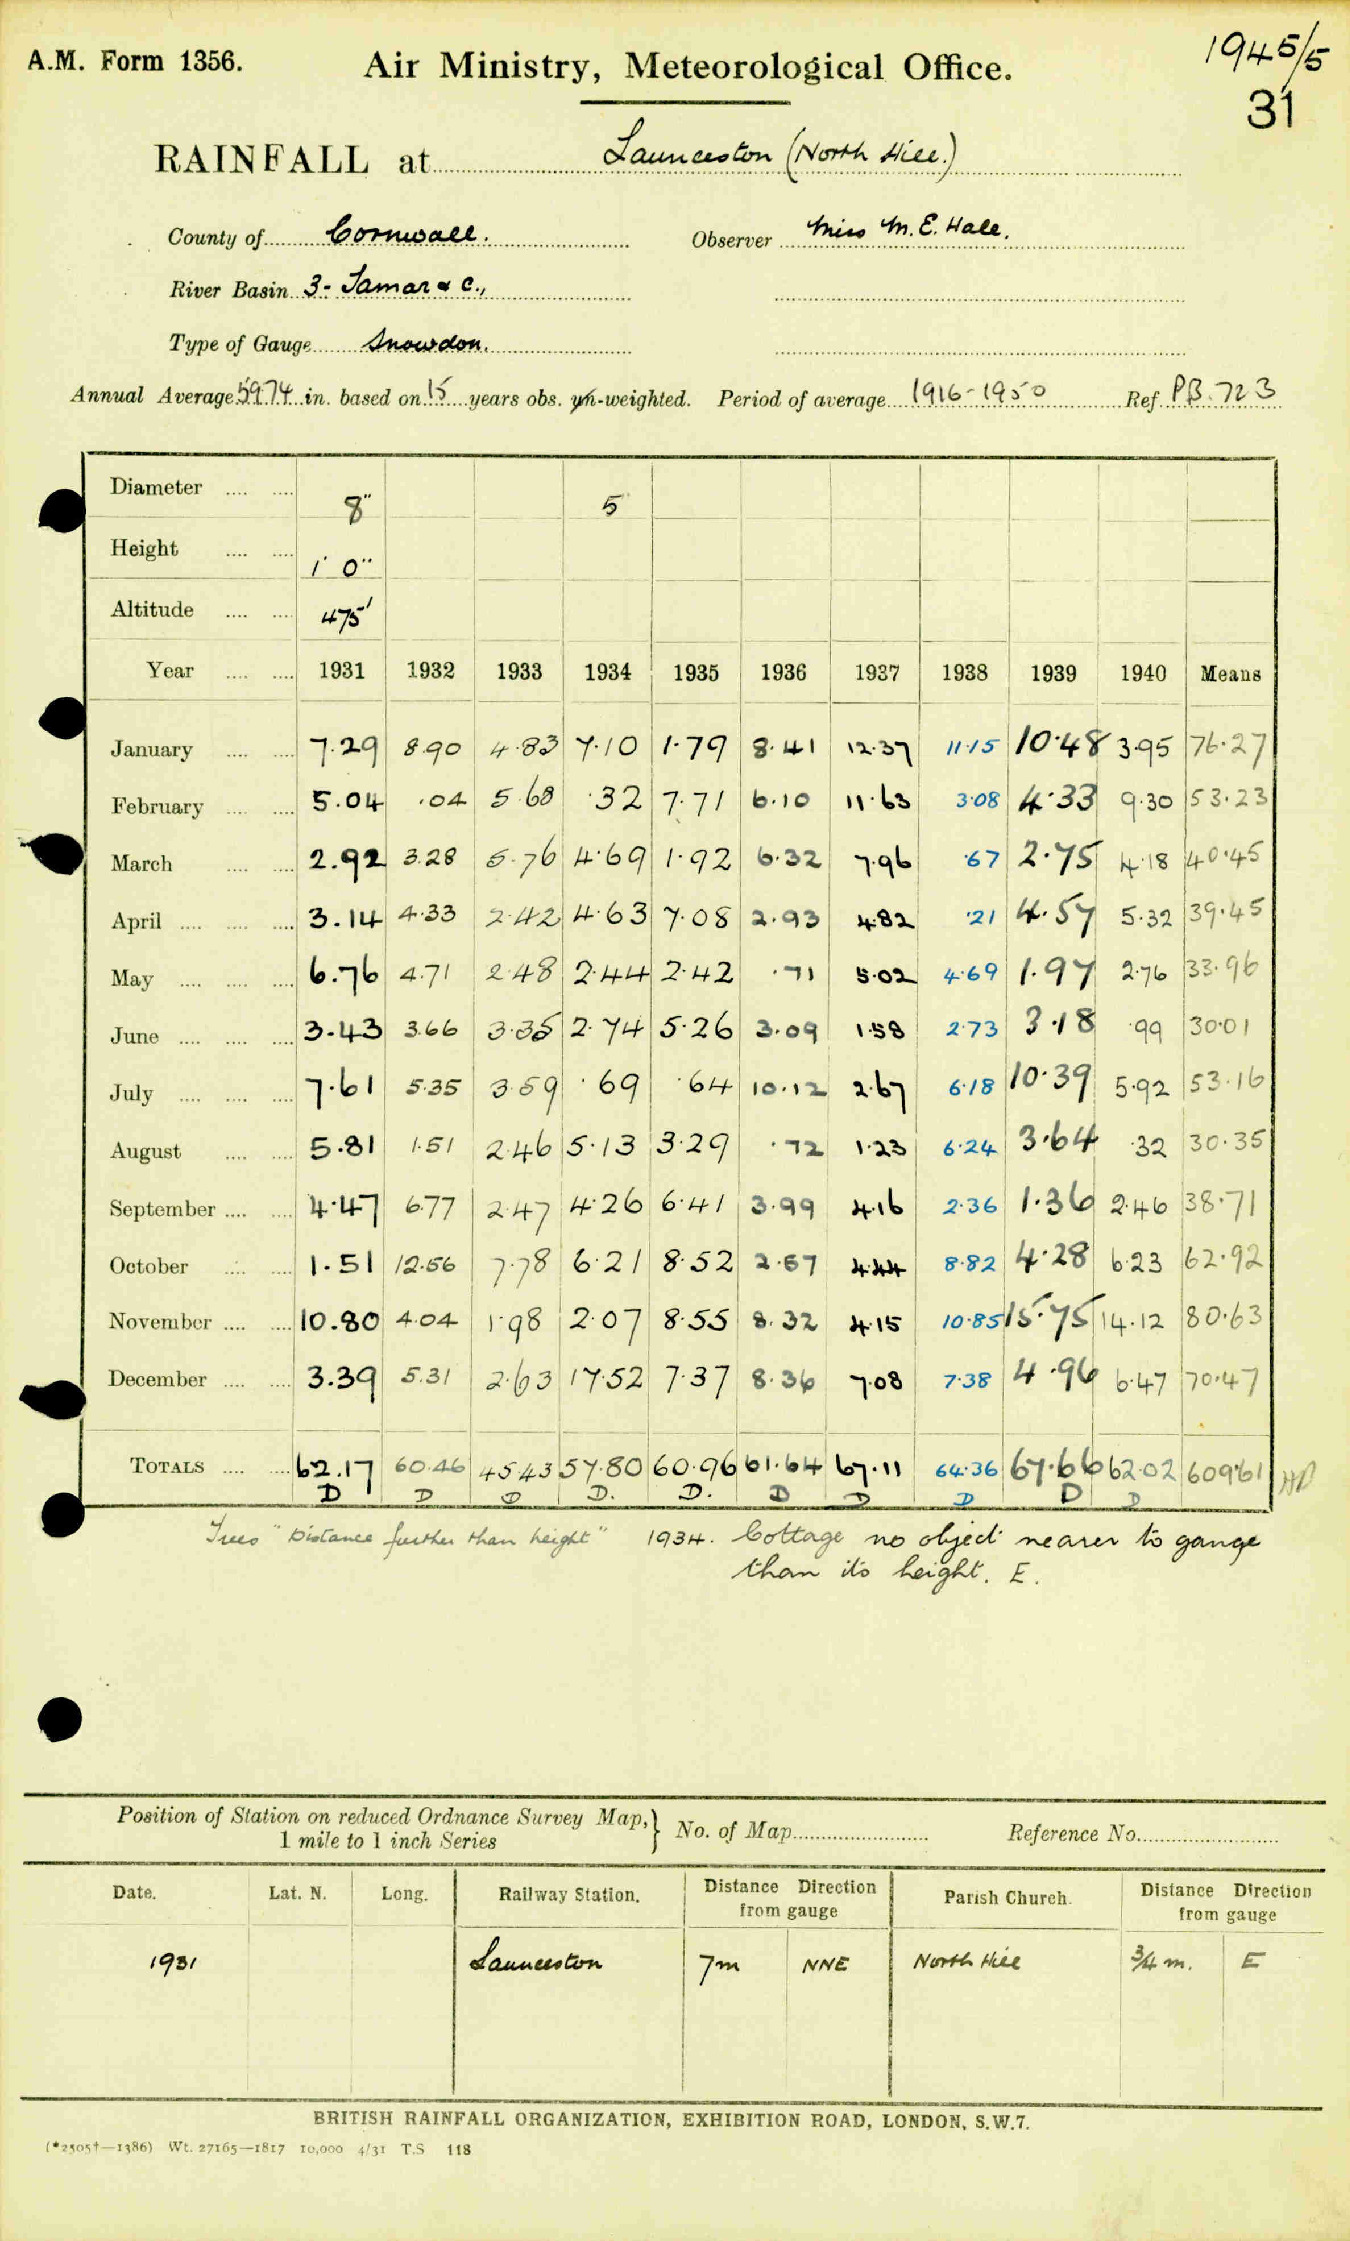 A.M. Form 1356.
Air Ministry, Meteorological Office.
1945/5
31
RAINFALL at Launceston (North Hill.)
County of Cornwall. Observer Miss M.E. Hale.
River Basin 3- Tamar & c.,
Type of Gauge Snowdon.
Annual Average 59.74 in. based on 15 years obs. un-weighted. Period of average 1916-1950 Ref. PB.723
Diameter 8" 5
Height 1' 0"
Altitude 475'
Year 1931 1932 1933 1934 1935 1936 1937 1938 1939 1940 Means
January 7.29 8.90 4.83 7.10 1.79 8.41 12.37 11.15 10.48 3.95 76.27
February 5.04 .04 5.68 .32 7.71 6.10 11.63 3.08 4.33 9.30 53.23
March 2.92 3.28 5.76 4.69 1.92 6.32 7.96 .67 2.75 4.18 40.45
April 3.14 4.33 2.42 4.63 7.08 2.93 4.82 .21 4.57 5.32 39.45
May 6.76 4.71 2.48 2.44 2.42 .71 5.02 4.69 1.97 2.76 33.96
June 3.43 3.66 3.35 2.74 5.26 3.09 1.58 2.73 3.18 .99 30.01
July 7.61 5.35 3.59 .69 .64 10.12 2.67 6.18 10.39 5.92 53.16
August 5.81 1.51 2.46 5.13 3.29 .72 1.23 6.24 3.64 .32 30.35
September 4.47 6.77 2.47 4.26 6.41 3.99 4.16 2.36 1.36 2.46 38.71
October 1.51 12.56 7.78 6.21 8.52 2.57 4.44 8.82 4.28 6.23 62.92
November 10.80 4.04 1.98 2.07 8.55 8.32 4.15 10.85 15.75 14.12 80.63
December 3.39 5.31 2.63 17.52 7.37 8.36 7.08 7.38 4.96 6.47 70.47
TOTALS 62.17 60.46 45.43 57.80 60.96 61.64 67.11 64.36 67.66 62.02 609.61
D D D D. D. D D D D D
Trees "Distance further than height" 1934. Cottage no object nearer to gauge
than its height. E.
Position of Station on reduced Ordnance Survey Map,
1 mile to 1 inch Series } No. of Map Reference No.
Date. Lat. N. Long. Railway Station. Distance Direction from gauge Parish Church. Distance Direction from gauge
1931 Launceston 7m NNE North Hill 3/4 m. E
BRITISH RAINFALL ORGANIZATION, EXHIBITION ROAD, LONDON, S.W.7.
(*2505†—1386) Wt. 27165—1817 10,000 4/31 T.S 118